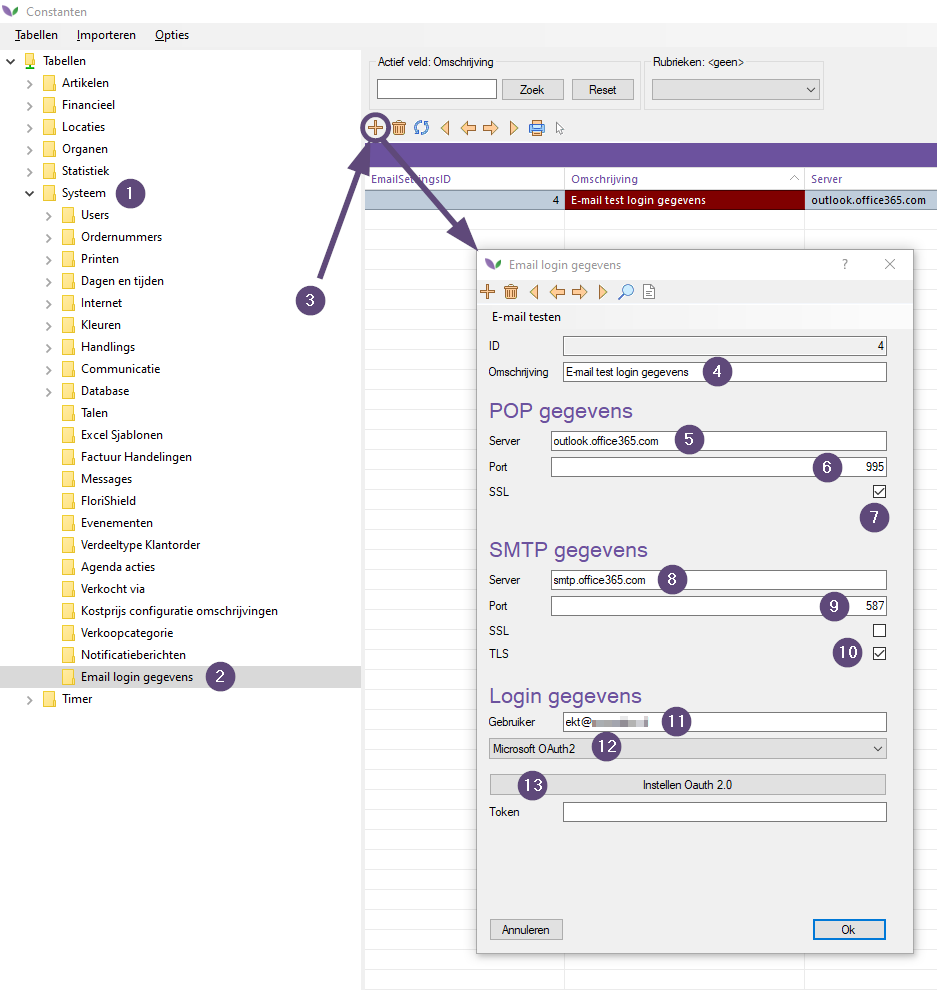 Constanten
Tabellen Importeren Opties
Tabellen
Artikelen
Financieel
Locaties
Organen
Statistiek
Systeem 1
Users
Ordernummers
Printen
Dagen en tijden
Internet
Kleuren
Handlings
Communicatie
Database
Talen
Excel Sjablonen
Factuur Handelingen
Messages
FloriShield
Evenementen
Verdeeltype Klantorder
Agenda acties
Verkocht via
Kostprijs configuratie omschrijvingen
Verkoopcategorie
Notificatieberichten
Email login gegevens 2
Timer
Actief veld: Omschrijving
Zoek Reset
Rubrieken: <geen>
EmailSettingsID Omschrijving Server
4 E-mail test login gegevens outlook.office365.com
3
Email login gegevens ?
E-mail testen
ID 4
Omschrijving E-mail test login gegevens 4
POP gegevens
Server outlook.office365.com 5
Port 6 995
SSL
7
SMTP gegevens
Server smtp.office365.com 8
Port 9 587
SSL
TLS 10
Login gegevens
Gebruiker ekt@ 11
Microsoft OAuth2 12
13 Instellen Oauth 2.0
Token
Annuleren Ok